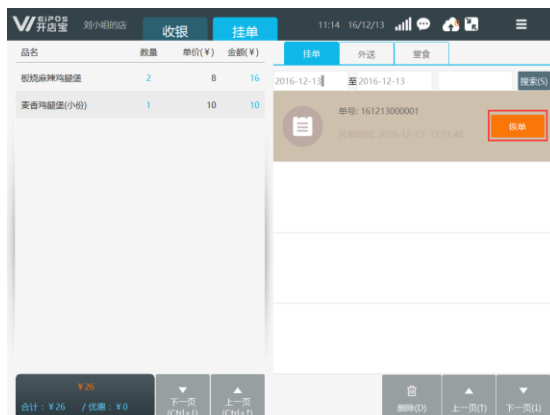 EiPOS
开店宝
刘小姐的店
收银
挂单
11:14 16/12/13
品名 数量 单价(¥) 金额(¥)
板烧麻辣鸡腿堡 2 8 16
麦香鸡腿堡(小份) 1 10 10
挂单 外送 堂食
2016-12-13 至 2016-12-13 搜索(S)
单号: 161213000001
开单时间: 2016-12-13
恢单
¥26
合计：¥26 / 优惠：¥0
下一页
(Ctrl+↓)
上一页
(Ctrl+↑)
删除(D)
上一页(↑)
下一页(↓)